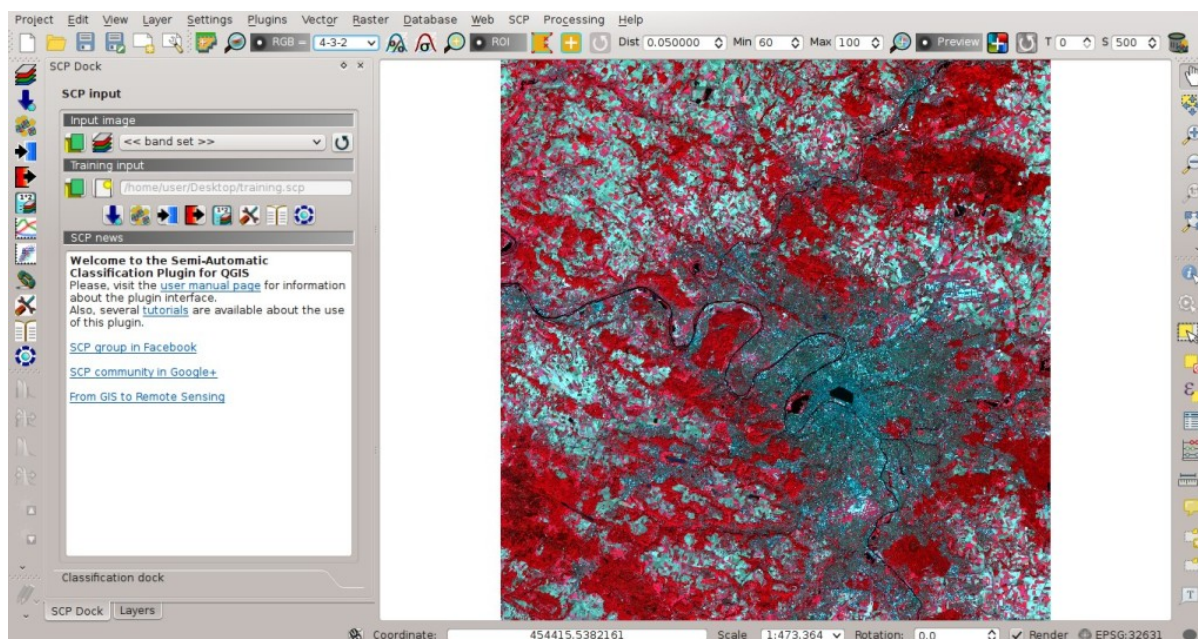 Project Edit View Layer Settings Plugins Vector Raster Database Web SCP Processing Help
RGB = 4-3-2 ROI Dist 0.050000 Min 60 Max 100 Preview T 0 S 500
SCP Dock
SCP input
Input image
<< band set >>
Training input
/home/user/Desktop/training.scp
SCP news
Welcome to the Semi-Automatic
Classification Plugin for QGIS
Please, visit the user manual page for information
about the plugin interface.
Also, several tutorials are available about the use
of this plugin.
SCP group in Facebook
SCP community in Google+
From GIS to Remote Sensing
Classification dock
SCP Dock Layers
Coordinate: 454415,5382161 Scale 1:473,364 Rotation: 0.0 Render EPSG:32631